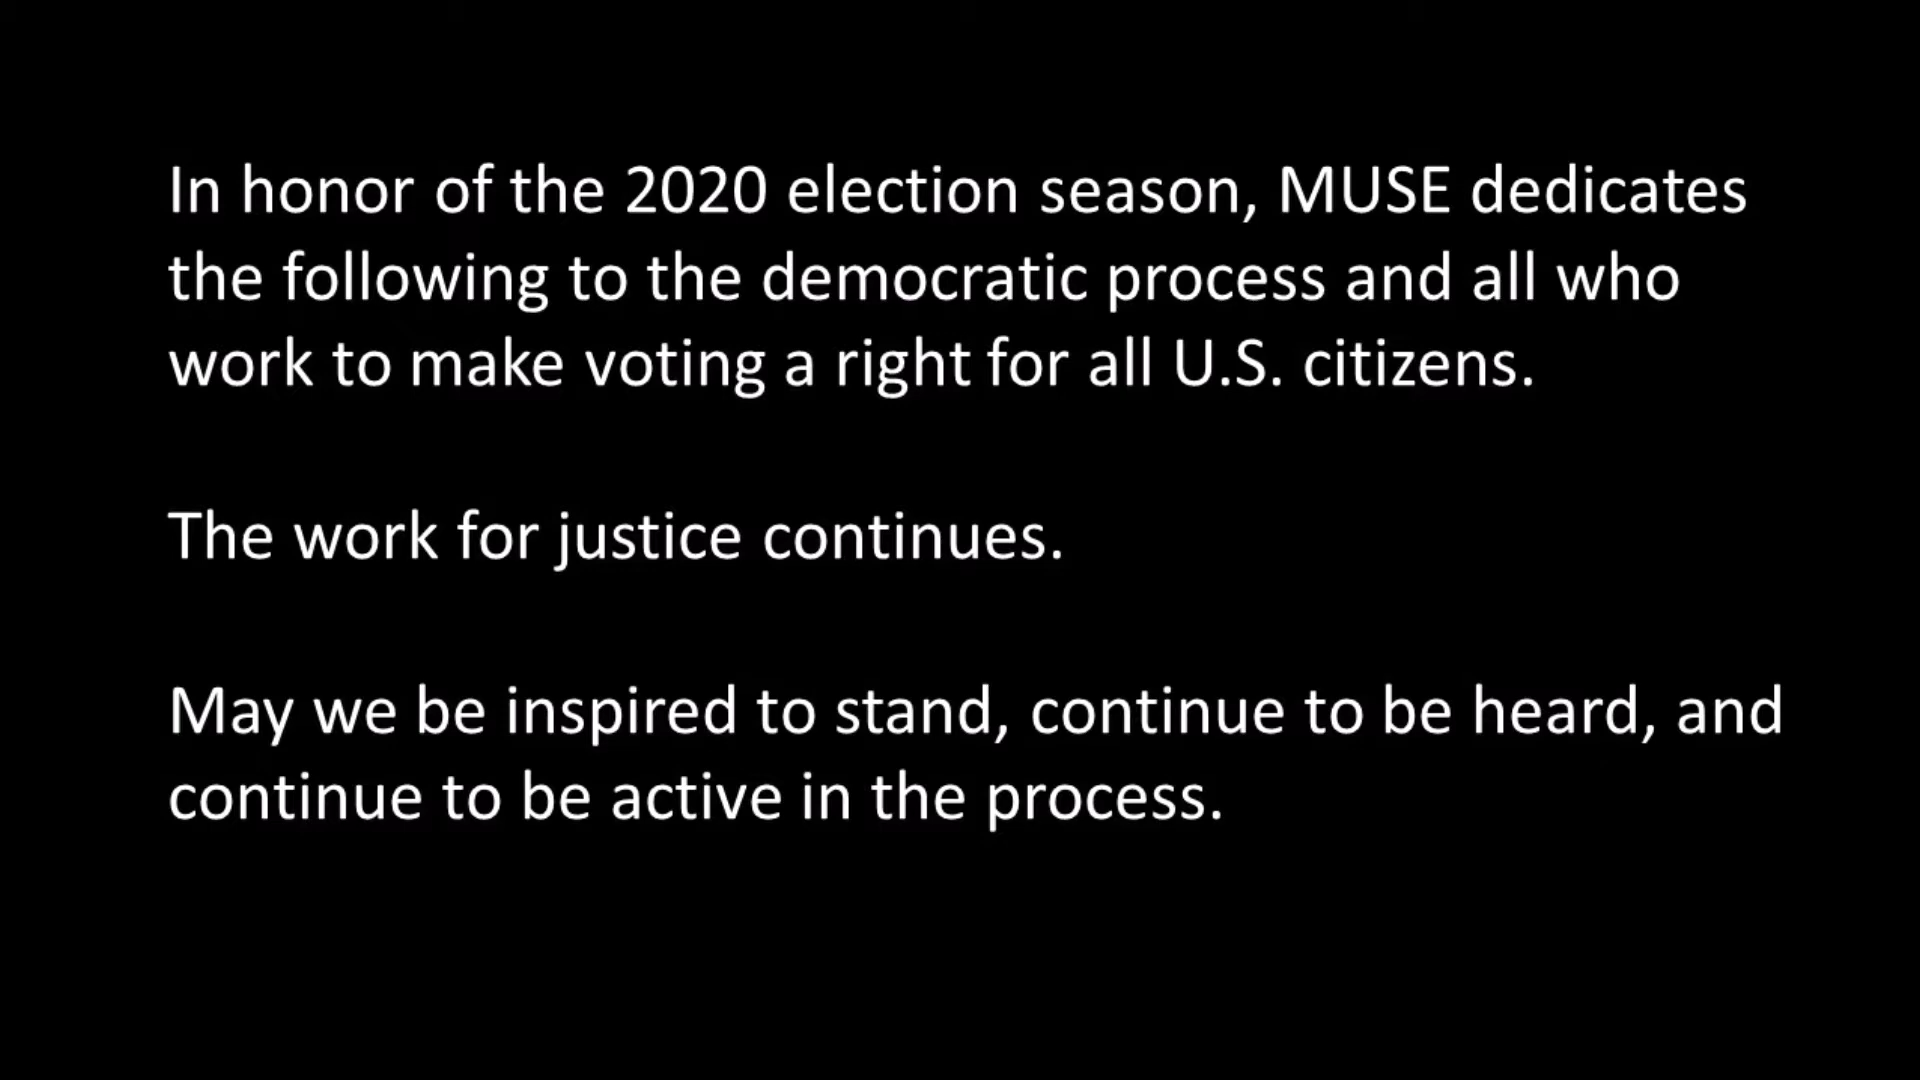 In honor of the 2020 election season, MUSE dedicates
the following to the democratic process and all who
work to make voting a right for all U.S. citizens.
The work for justice continues.
May we be inspired to stand, continue to be heard, and
continue to be active in the process.